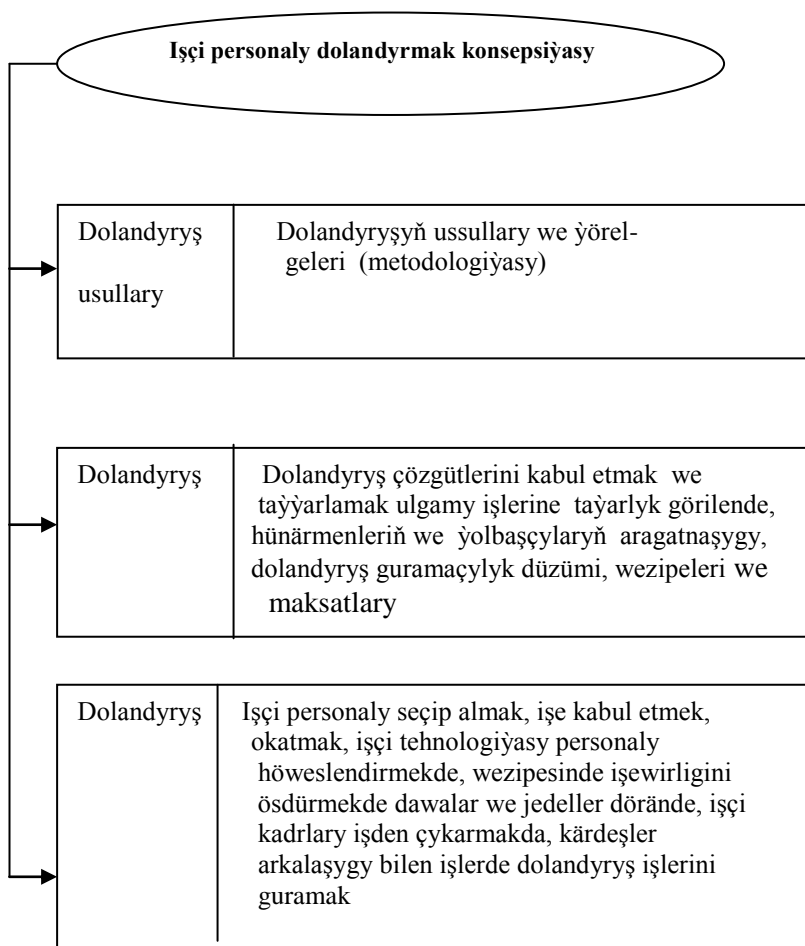 Işçi personaly dolandyrmak konsepsiỳasy
Dolandyryş
usullary
Dolandyryşyň ussullary we ỳörel-
geleri (metodologiỳasy)
Dolandyryş
Dolandyryş çözgütlerini kabul etmak we
taỳỳarlamak ulgamy işlerine taỳarlyk görilende,
hünärmenleriň we ỳolbaşçylaryň aragatnaşygy,
dolandyryş guramaçylyk düzümi, wezipeleri we
maksatlary
Dolandyryş
Işçi personaly seçip almak, işe kabul etmek,
okatmak, işçi tehnologiỳasy personaly
höweslendirmekde, wezipesinde işewirligini
ösdürmekde dawalar we jedeller dörände, işçi
kadrlary işden çykarmakda, kärdeşler
arkalaşygy bilen işlerde dolandyryş işlerini
guramak